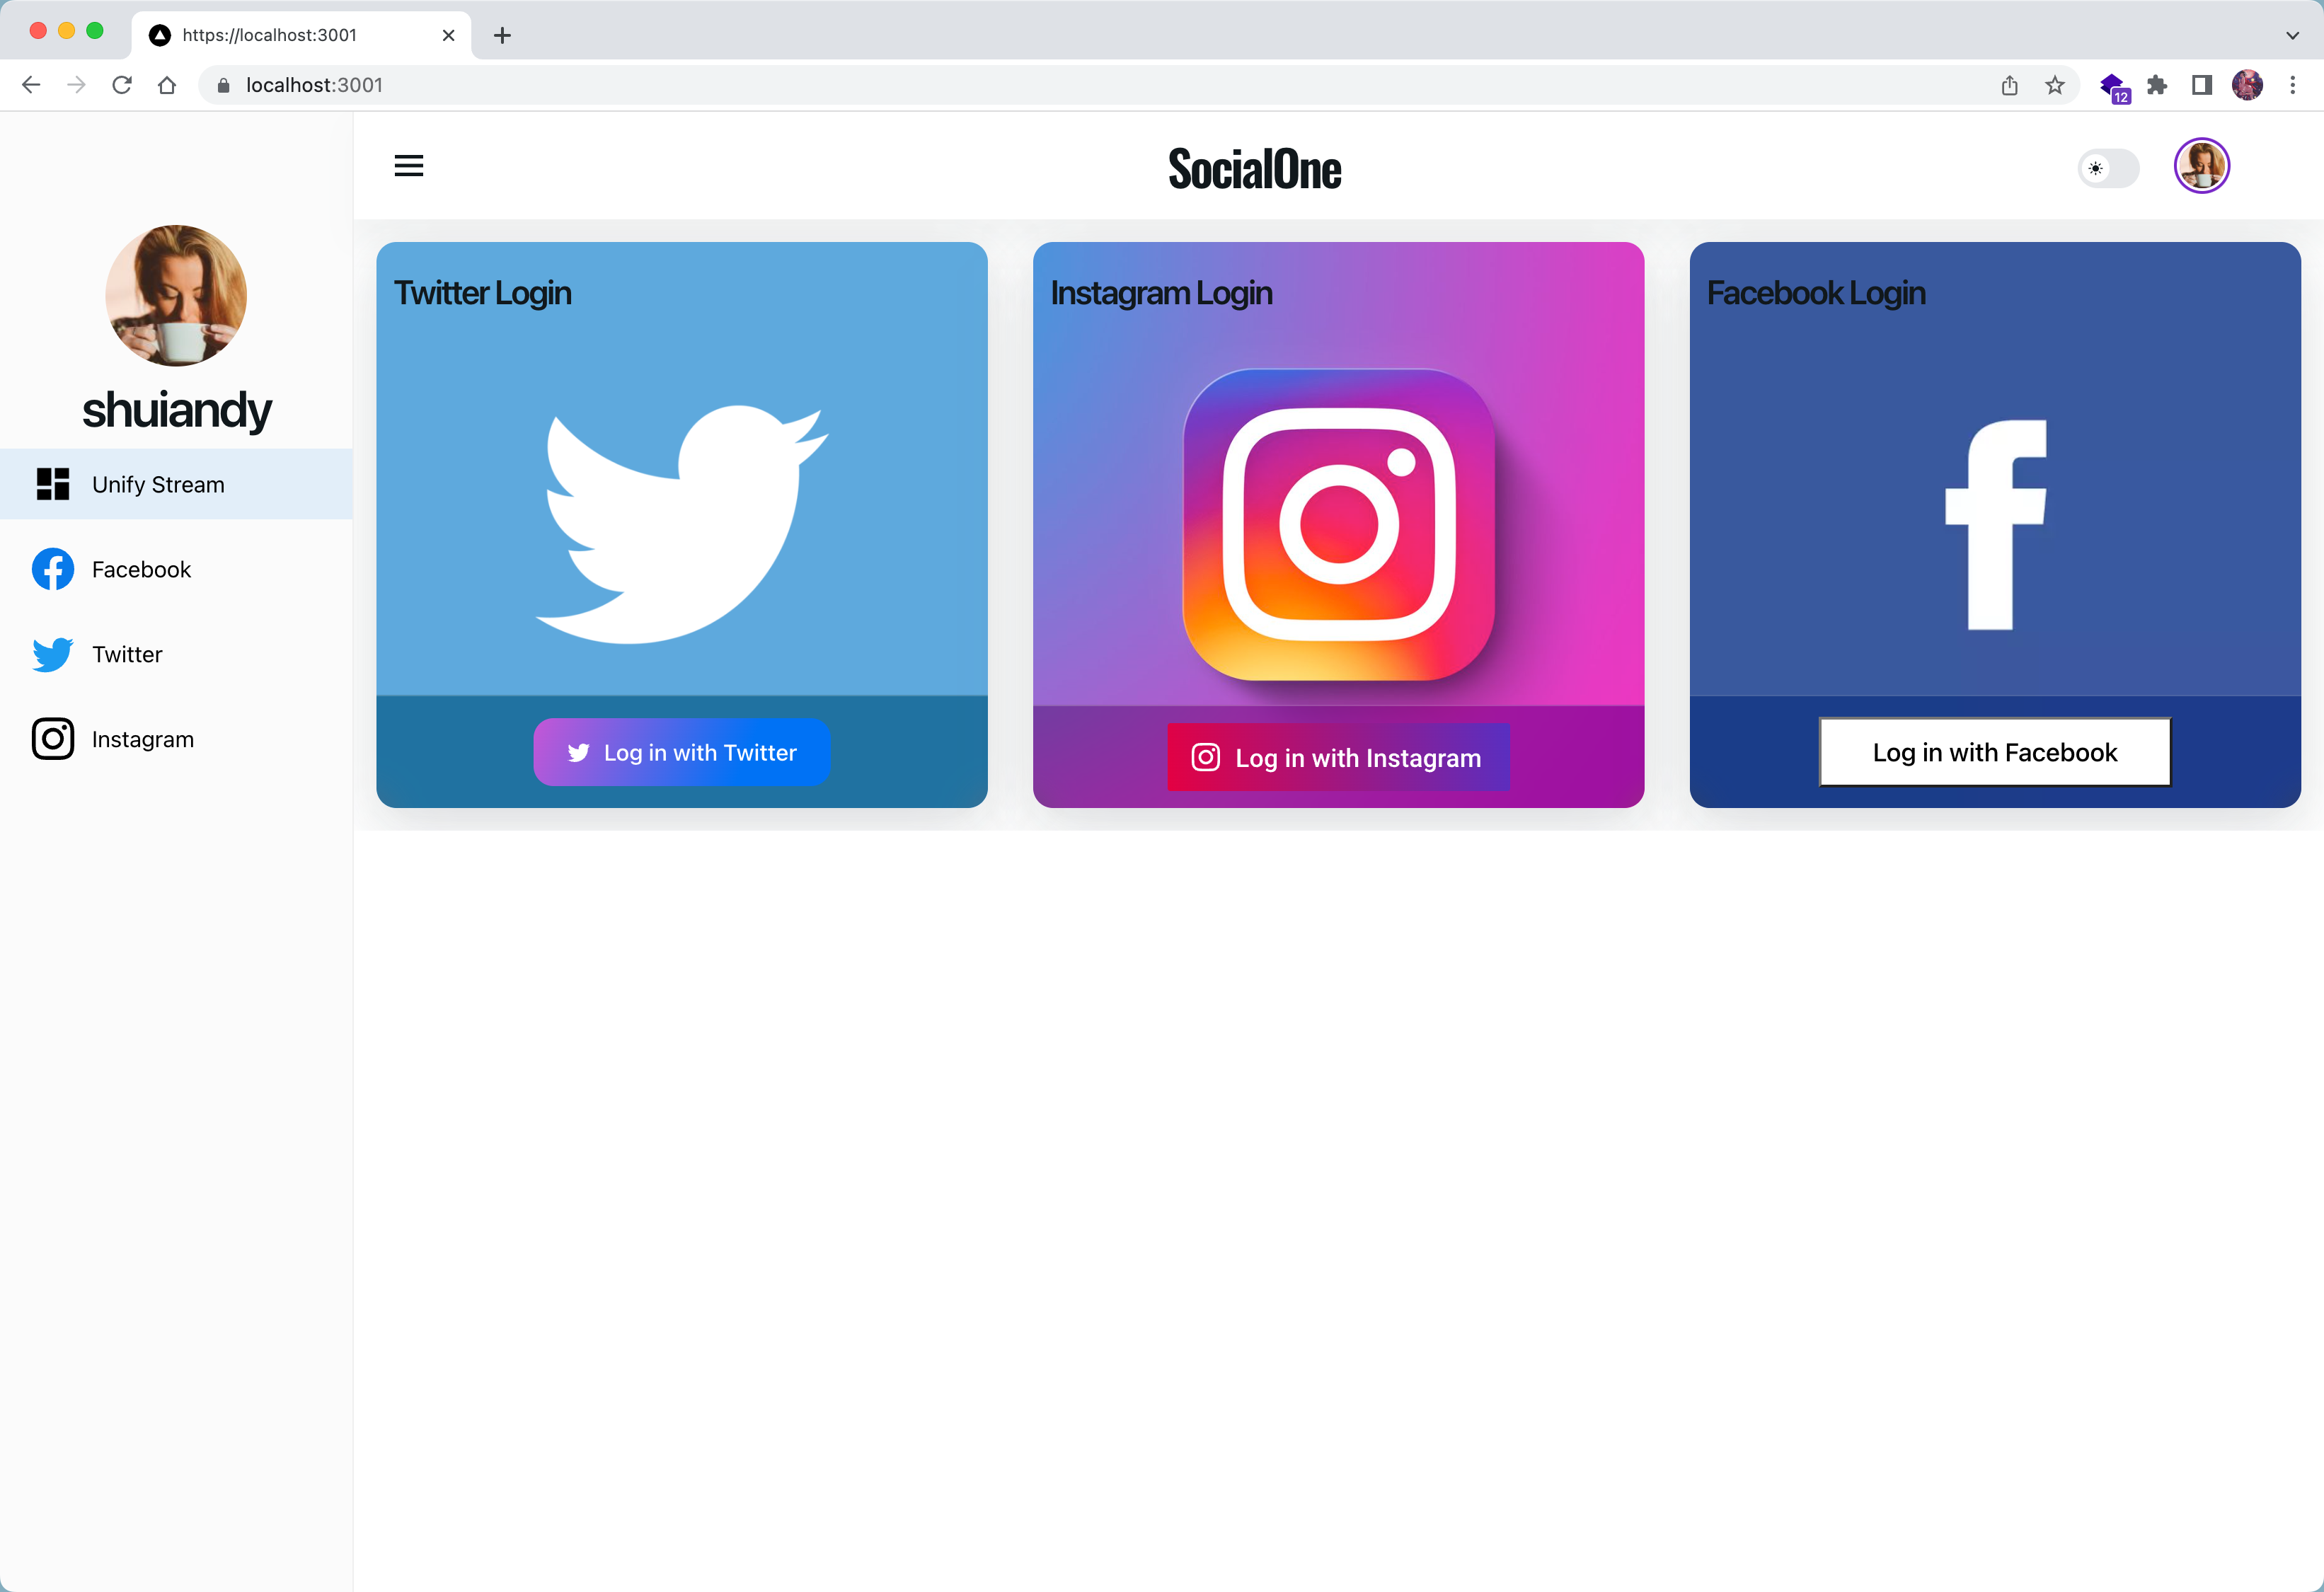 https://localhost:3001
localhost:3001
12
SocialOne
shuiandy
Unify Stream
Facebook
Twitter
Instagram
Twitter Login
Log in with Twitter
Instagram Login
Log in with Instagram
Facebook Login
Log in with Facebook